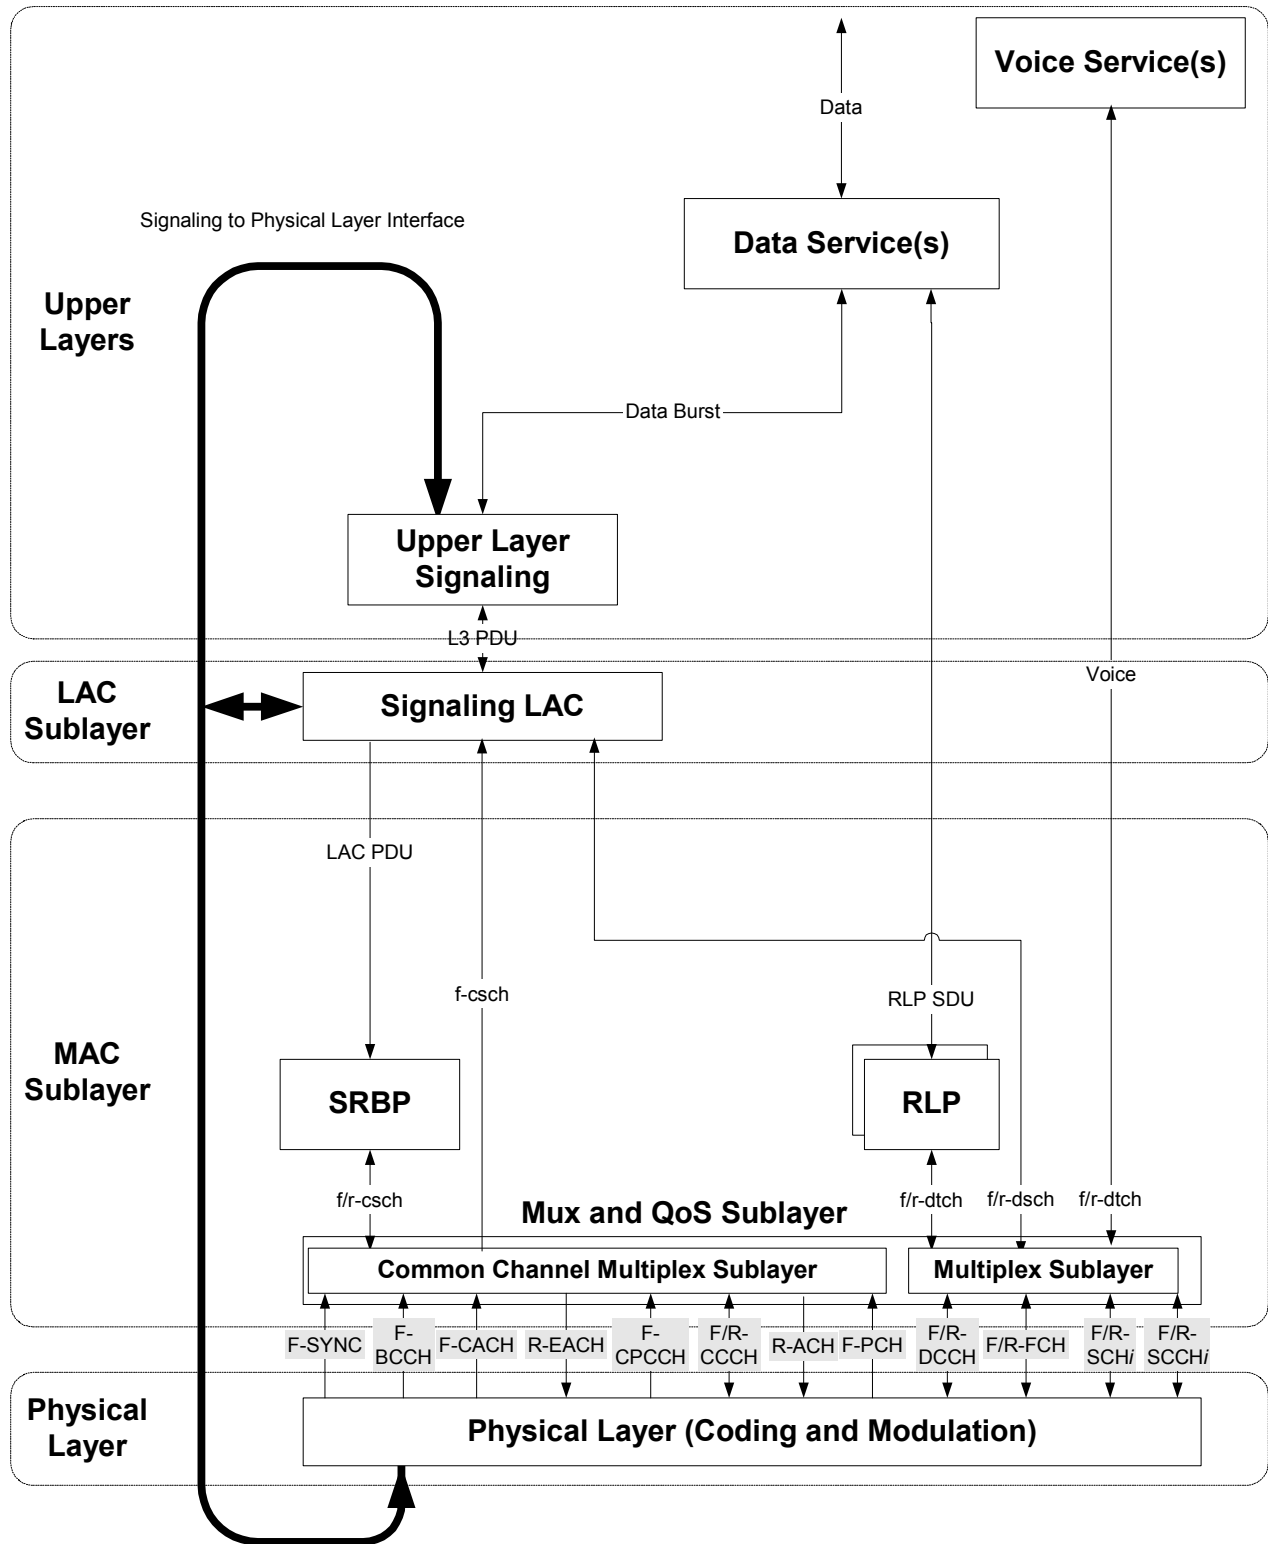 Voice Service(s)
Data
Signaling to Physical Layer Interface
Data Service(s)
Upper
Layers
Data Burst
Upper Layer
Signaling
L3 PDU
LAC
Sublayer
Signaling LAC
Voice
LAC PDU
f-csch
RLP SDU
MAC
Sublayer
SRBP
RLP
f/r-csch
f/r-dtch
f/r-dsch
f/r-dtch
Mux and QoS Sublayer
Common Channel Multiplex Sublayer
Multiplex Sublayer
F-SYNC
F-
BCCH
F-CACH
R-EACH
F-
CPCCH
F/R-
CCCH
R-ACH
F-PCH
F/R-
DCCH
F/R-FCH
F/R-
SCHi
F/R-
SCCHi
Physical
Layer
Physical Layer (Coding and Modulation)